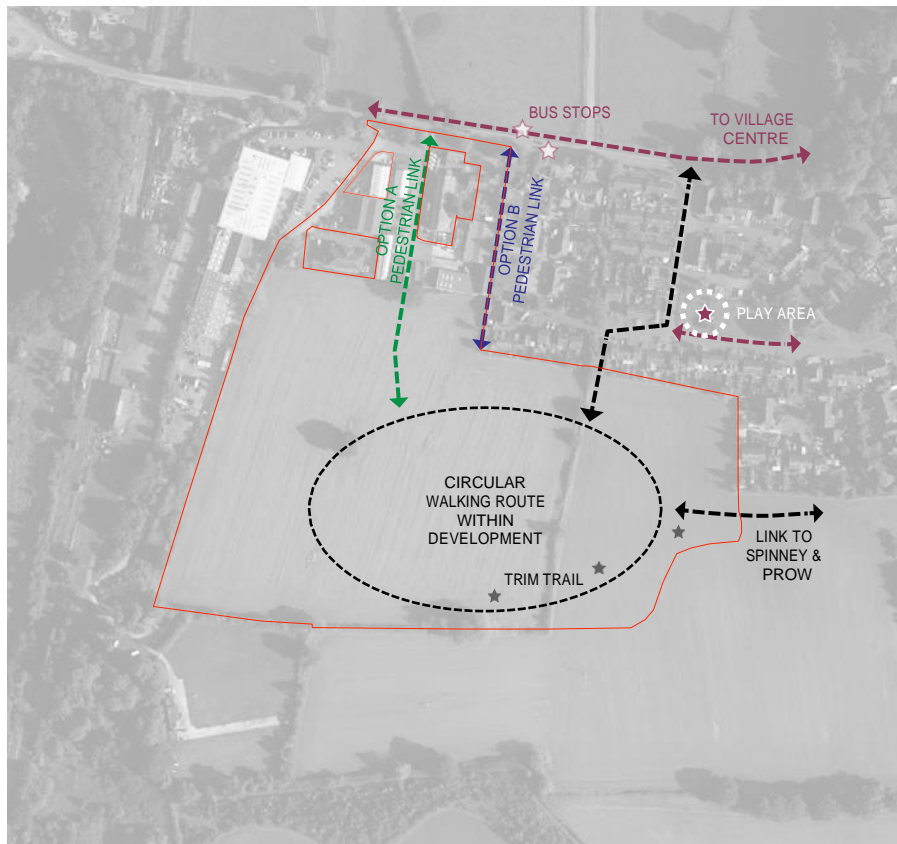 BUS STOPS
TO VILLAGE
CENTRE
OPTION A
PEDESTRIAN LINK
OPTION B
PEDESTRIAN LINK
PLAY AREA
CIRCULAR
WALKING ROUTE
WITHIN
DEVELOPMENT
LINK TO
SPINNEY &
PROW
TRIM TRAIL